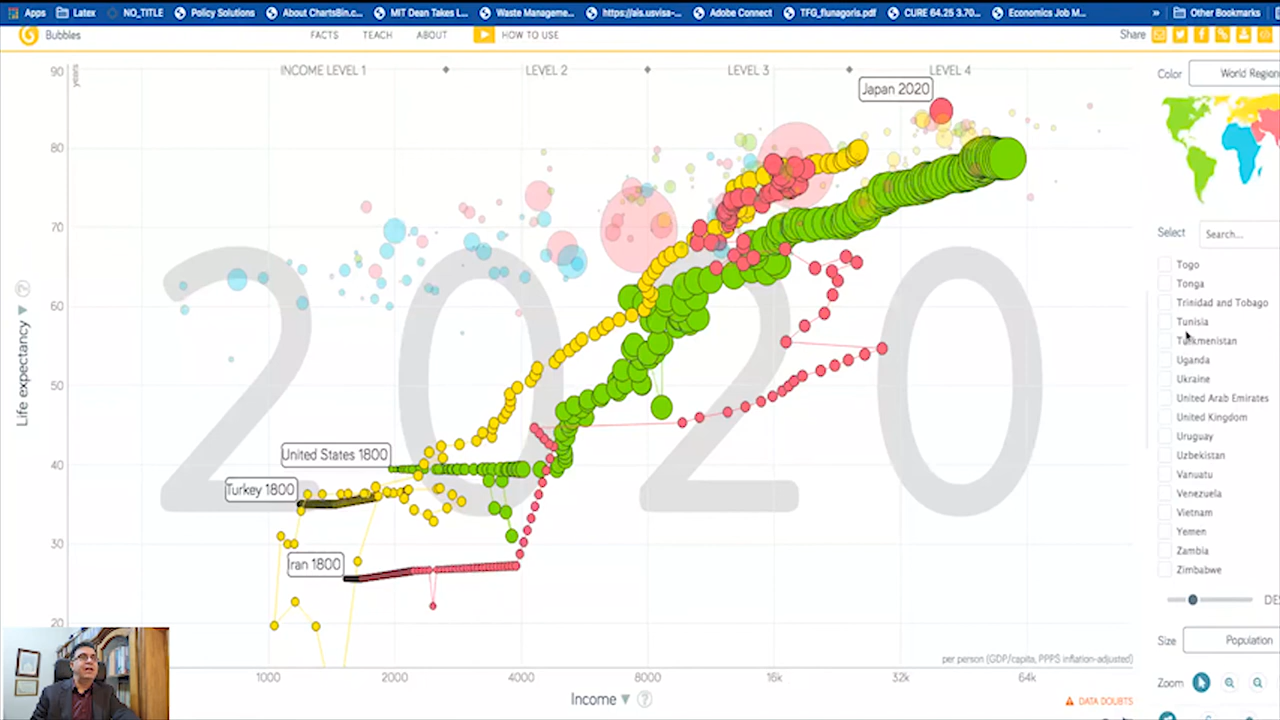 Apps Latex NO_TITLE Policy Solutions About ChartsBin.c... MIT Dean Takes L... Waste Manageme... https://ais.usvisa-... Adobe Connect TFG_flunagoris.pdf CURE 64.25 3.70... Economics Job M... » Other Bookmarks
Bubbles FACTS TEACH ABOUT HOW TO USE Share
90 years INCOME LEVEL 1 LEVEL 2 LEVEL 3 LEVEL 4
Color World Region
Japan 2020
80
70
Select Search...
2020
Togo
Tonga
60
Trinidad and Tobago
Tunisia
Turkmenistan
Life expectancy
Uganda
50
Ukraine
United Arab Emirates
United Kingdom
Uruguay
United States 1800
Uzbekistan
40
Vanuatu
Turkey 1800
Venezuela
Vietnam
Yemen
30
Zambia
Iran 1800
Zimbabwe
DES
20
Size Population
per person (GDP/capita, PPP$ inflation-adjusted)
1000 2000 4000 8000 16k 32k 64k
Zoom
Income ?
DATA DOUBTS